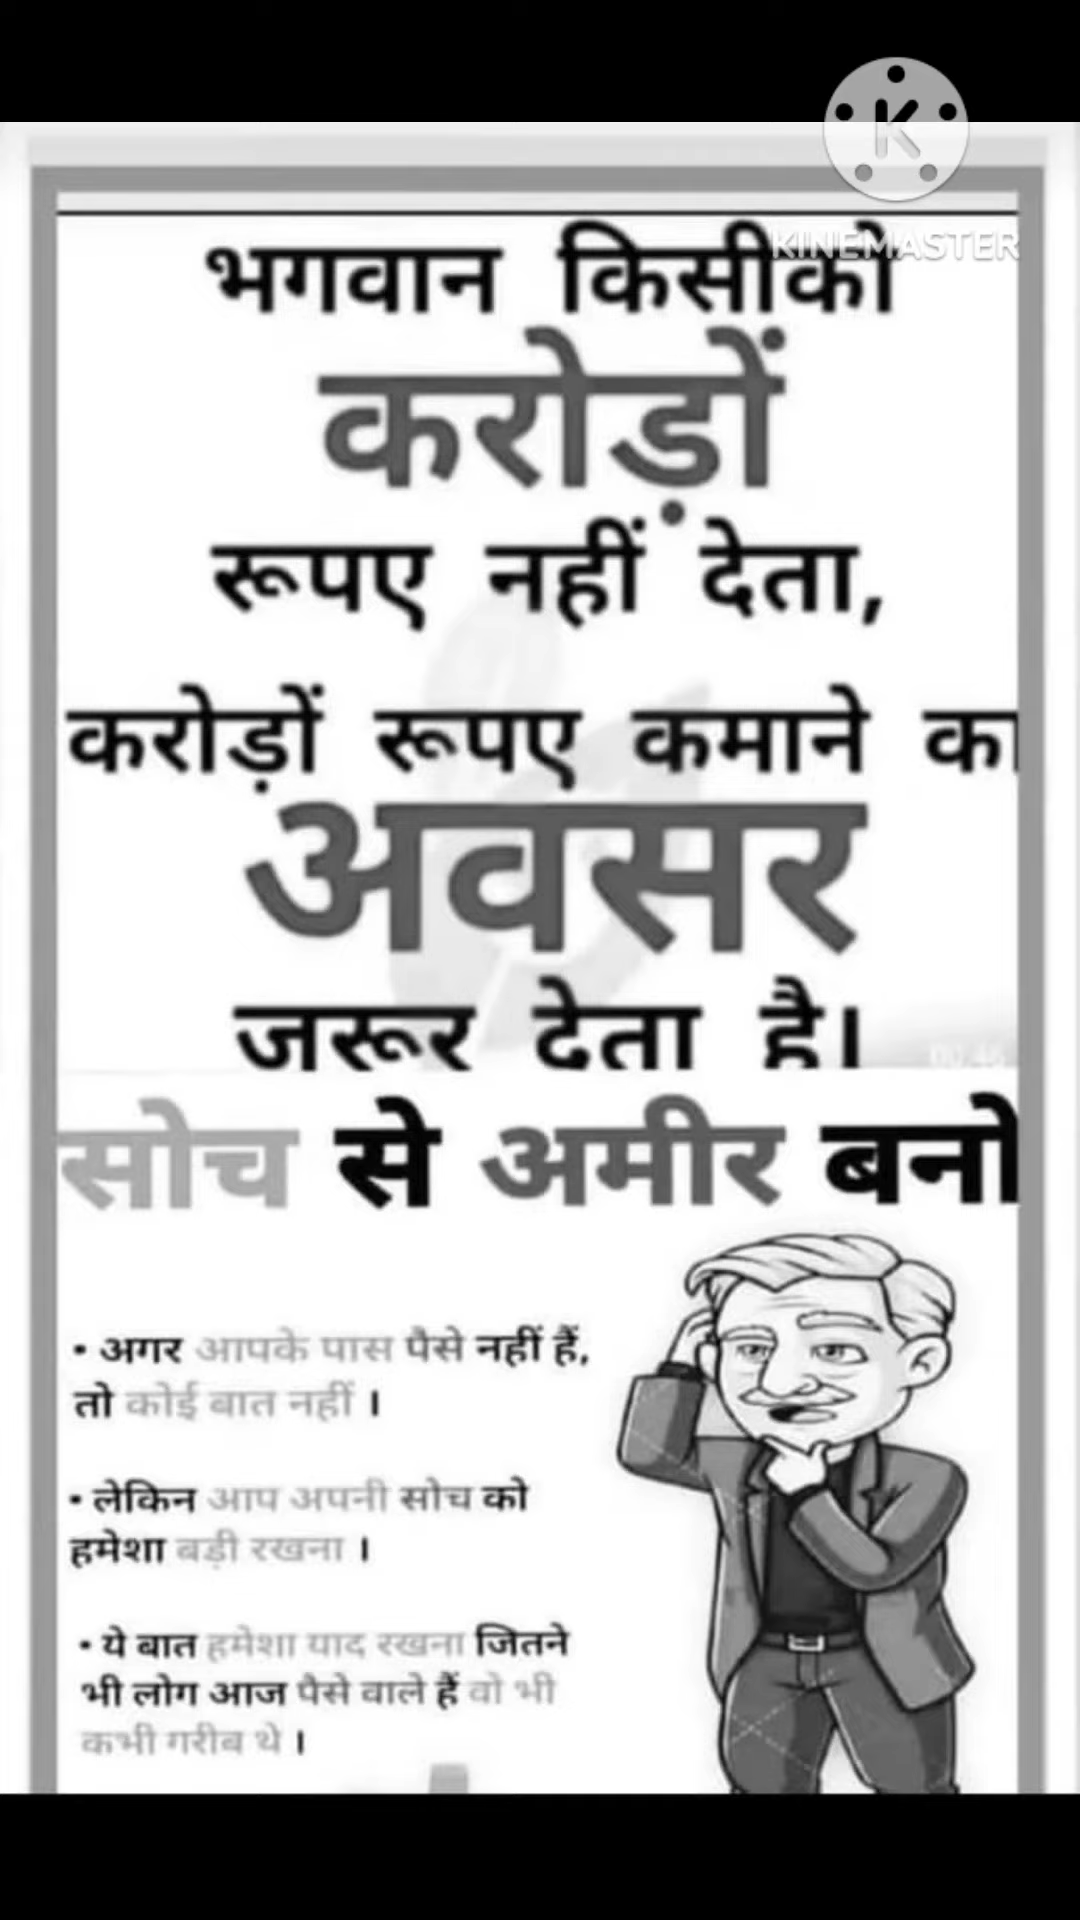 KINEMASTER
भगवान किसीको
करोड़ों
रूपए नहीं देता,
करोड़ों रूपए कमाने का
अवसर
जरूर देता है।
सोच से अमीर बनो
• अगर आपके पास पैसे नहीं हैं,
तो कोई बात नहीं ।
• लेकिन आप अपनी सोच को
हमेशा बड़ी रखना ।
• ये बात हमेशा याद रखना जितने
भी लोग आज पैसे वाले हैं वो भी
कभी गरीब थे ।